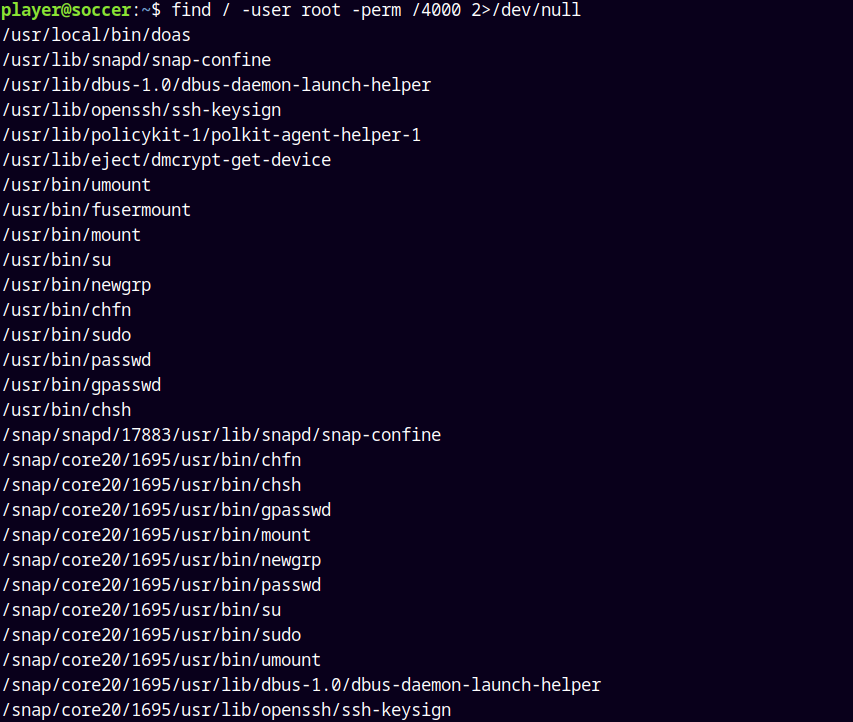 player@soccer:~$ find / -user root -perm /4000 2>/dev/null
/usr/local/bin/doas
/usr/lib/snapd/snap-confine
/usr/lib/dbus-1.0/dbus-daemon-launch-helper
/usr/lib/openssh/ssh-keysign
/usr/lib/policykit-1/polkit-agent-helper-1
/usr/lib/eject/dmcrypt-get-device
/usr/bin/umount
/usr/bin/fusermount
/usr/bin/mount
/usr/bin/su
/usr/bin/newgrp
/usr/bin/chfn
/usr/bin/sudo
/usr/bin/passwd
/usr/bin/gpasswd
/usr/bin/chsh
/snap/snapd/17883/usr/lib/snapd/snap-confine
/snap/core20/1695/usr/bin/chfn
/snap/core20/1695/usr/bin/chsh
/snap/core20/1695/usr/bin/gpasswd
/snap/core20/1695/usr/bin/mount
/snap/core20/1695/usr/bin/newgrp
/snap/core20/1695/usr/bin/passwd
/snap/core20/1695/usr/bin/su
/snap/core20/1695/usr/bin/sudo
/snap/core20/1695/usr/bin/umount
/snap/core20/1695/usr/lib/dbus-1.0/dbus-daemon-launch-helper
/snap/core20/1695/usr/lib/openssh/ssh-keysign